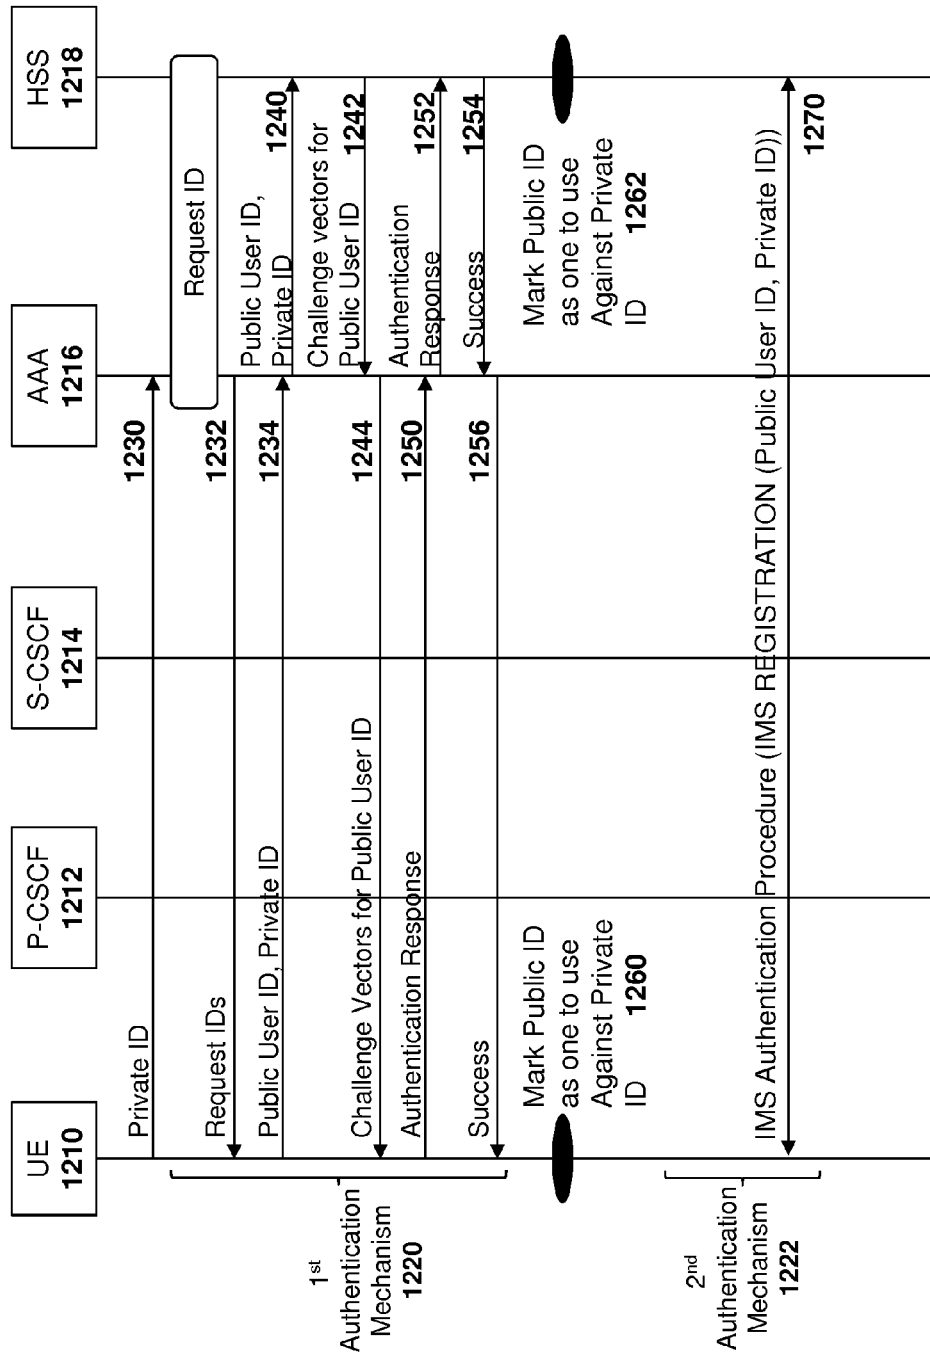 UE
1210
P-CSCF
1212
S-CSCF
1214
AAA
1216
HSS
1218
Private ID
1230
Request ID
Request IDs
1232
Public User ID, Private ID
1234
Public User ID,
Private ID
1240
Challenge vectors for
Public User ID
1242
Challenge Vectors for Public User ID
1244
Authentication Response
1250
Authentication
Response
1252
Success
1254
Success
1256
1st
Authentication
Mechanism
1220
Mark Public ID
as one to use
Against Private
ID
1260
Mark Public ID
as one to use
Against Private
ID
1262
2nd
Authentication
Mechanism
1222
IMS Authentication Procedure (IMS REGISTRATION (Public User ID, Private ID))
1270